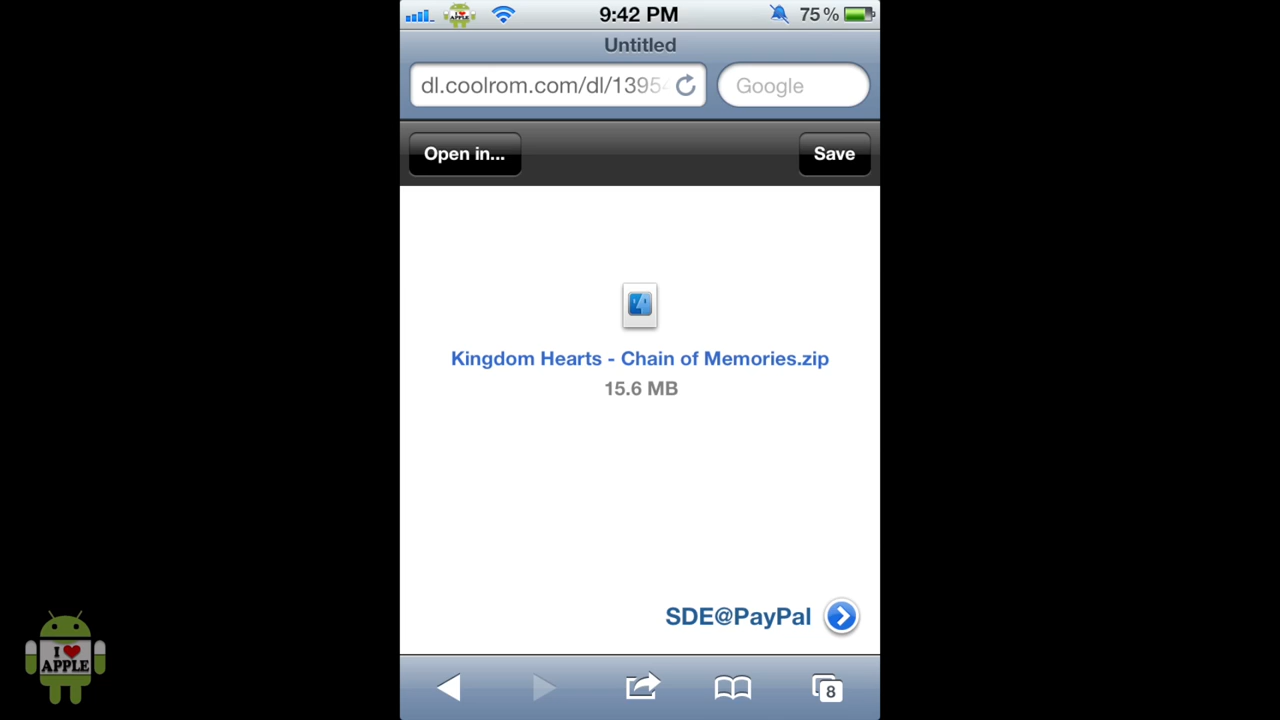 9:42 PM
75%
Untitled
dl.coolrom.com/dl/1395
Google
Open in...
Save
Kingdom Hearts - Chain of Memories.zip
15.6 MB
SDE@PayPal
8
I ❤ APPLE